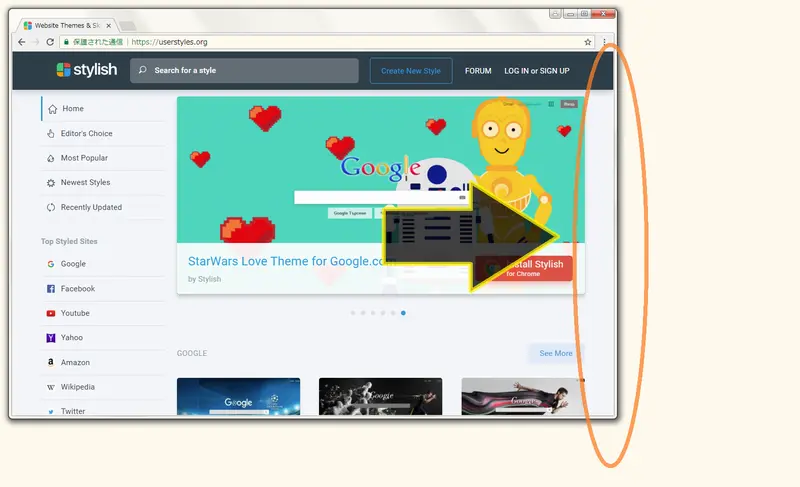 Website Themes & Sk
保護された通信 | https://userstyles.org
stylish
Search for a style
Create New Style
FORUM
LOG IN or SIGN UP
Home
Editor's Choice
Most Popular
Newest Styles
Recently Updated
Top Styled Sites
Google
Facebook
Youtube
Yahoo
Amazon
Wikipedia
Twitter
Google
StarWars Love Theme for Google.com
by Stylish
Install Stylish
for Chrome
GOOGLE
See More
Google
Google
Google